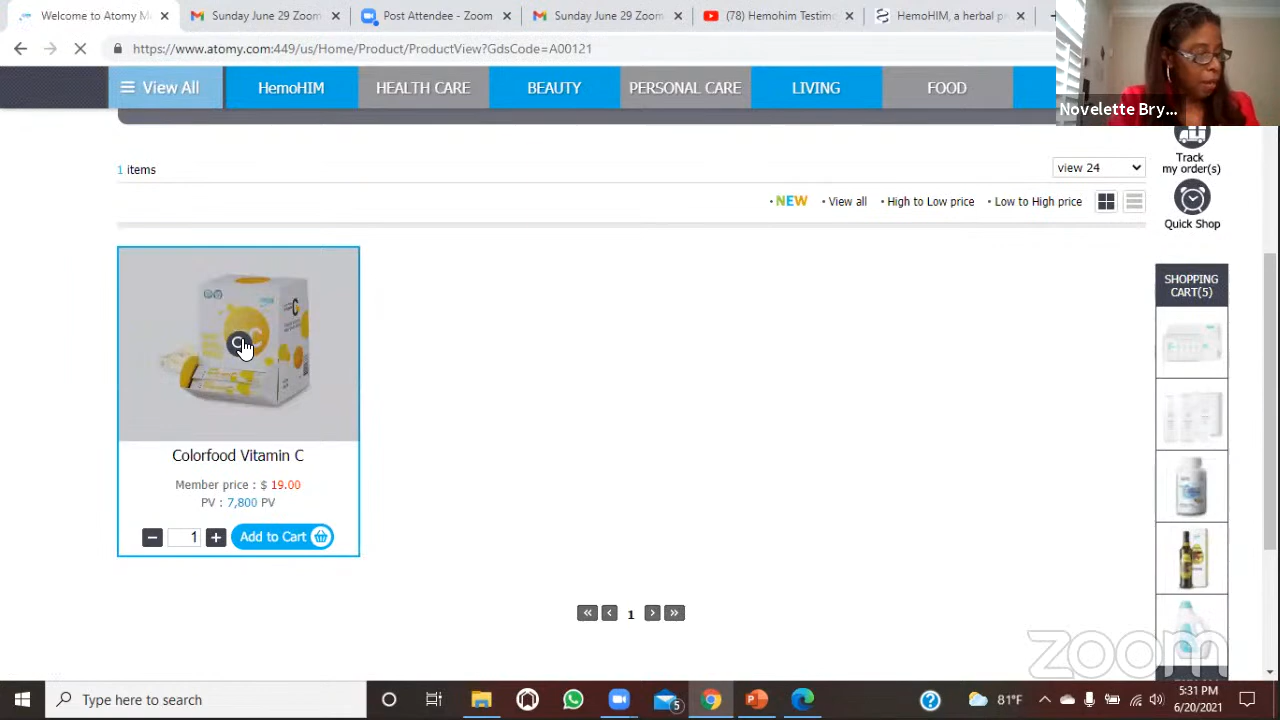 Welcome to Atomy M
Sunday June 29 Zoom
Post Attendee - Zoom
Sunday June 29 Zoom
(78) Hemohim Testimo
HemoHIM, a herbal p
https://www.atomy.com:449/us/Home/Product/ProductView?GdsCode=A00121
View All
HemoHIM
HEALTH CARE
BEAUTY
PERSONAL CARE
LIVING
FOOD
Novelette Bry...
Track
my order(s)
1 items
view 24
• NEW
• View all
• High to Low price
• Low to High price
Quick Shop
SHOPPING
CART(5)
Colorfood Vitamin C
Member price : $ 19.00
PV : 7,800 PV
1
Add to Cart
1
zoom
Type here to search
5
81°F
5:31 PM
6/20/2021